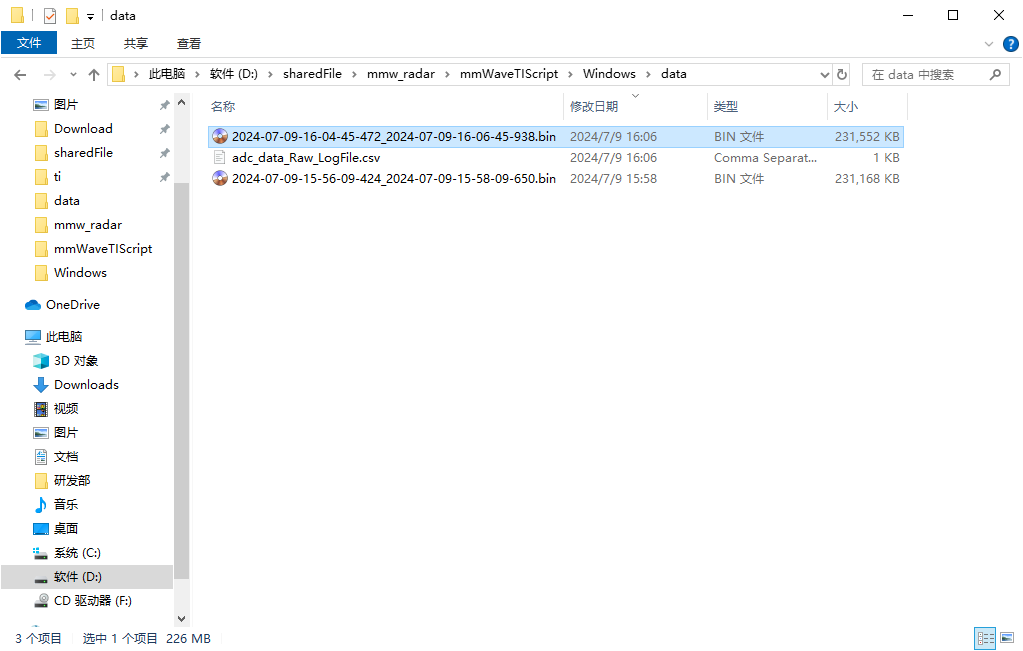 data
文件 主页 共享 查看
此电脑 软件 (D:) sharedFile mmw_radar mmWaveTIScript Windows data 在 data 中搜索
图片
Download
sharedFile
ti
data
mmw_radar
mmWaveTIScript
Windows
OneDrive
此电脑
3D 对象
Downloads
视频
图片
文档
研发部
音乐
桌面
系统 (C:)
软件 (D:)
CD 驱动器 (F:)
名称 修改日期 类型 大小
2024-07-09-16-04-45-472_2024-07-09-16-06-45-938.bin 2024/7/9 16:06 BIN 文件 231,552 KB
adc_data_Raw_LogFile.csv 2024/7/9 16:06 Comma Separat... 1 KB
2024-07-09-15-56-09-424_2024-07-09-15-58-09-650.bin 2024/7/9 15:58 BIN 文件 231,168 KB
3 个项目 选中 1 个项目 226 MB